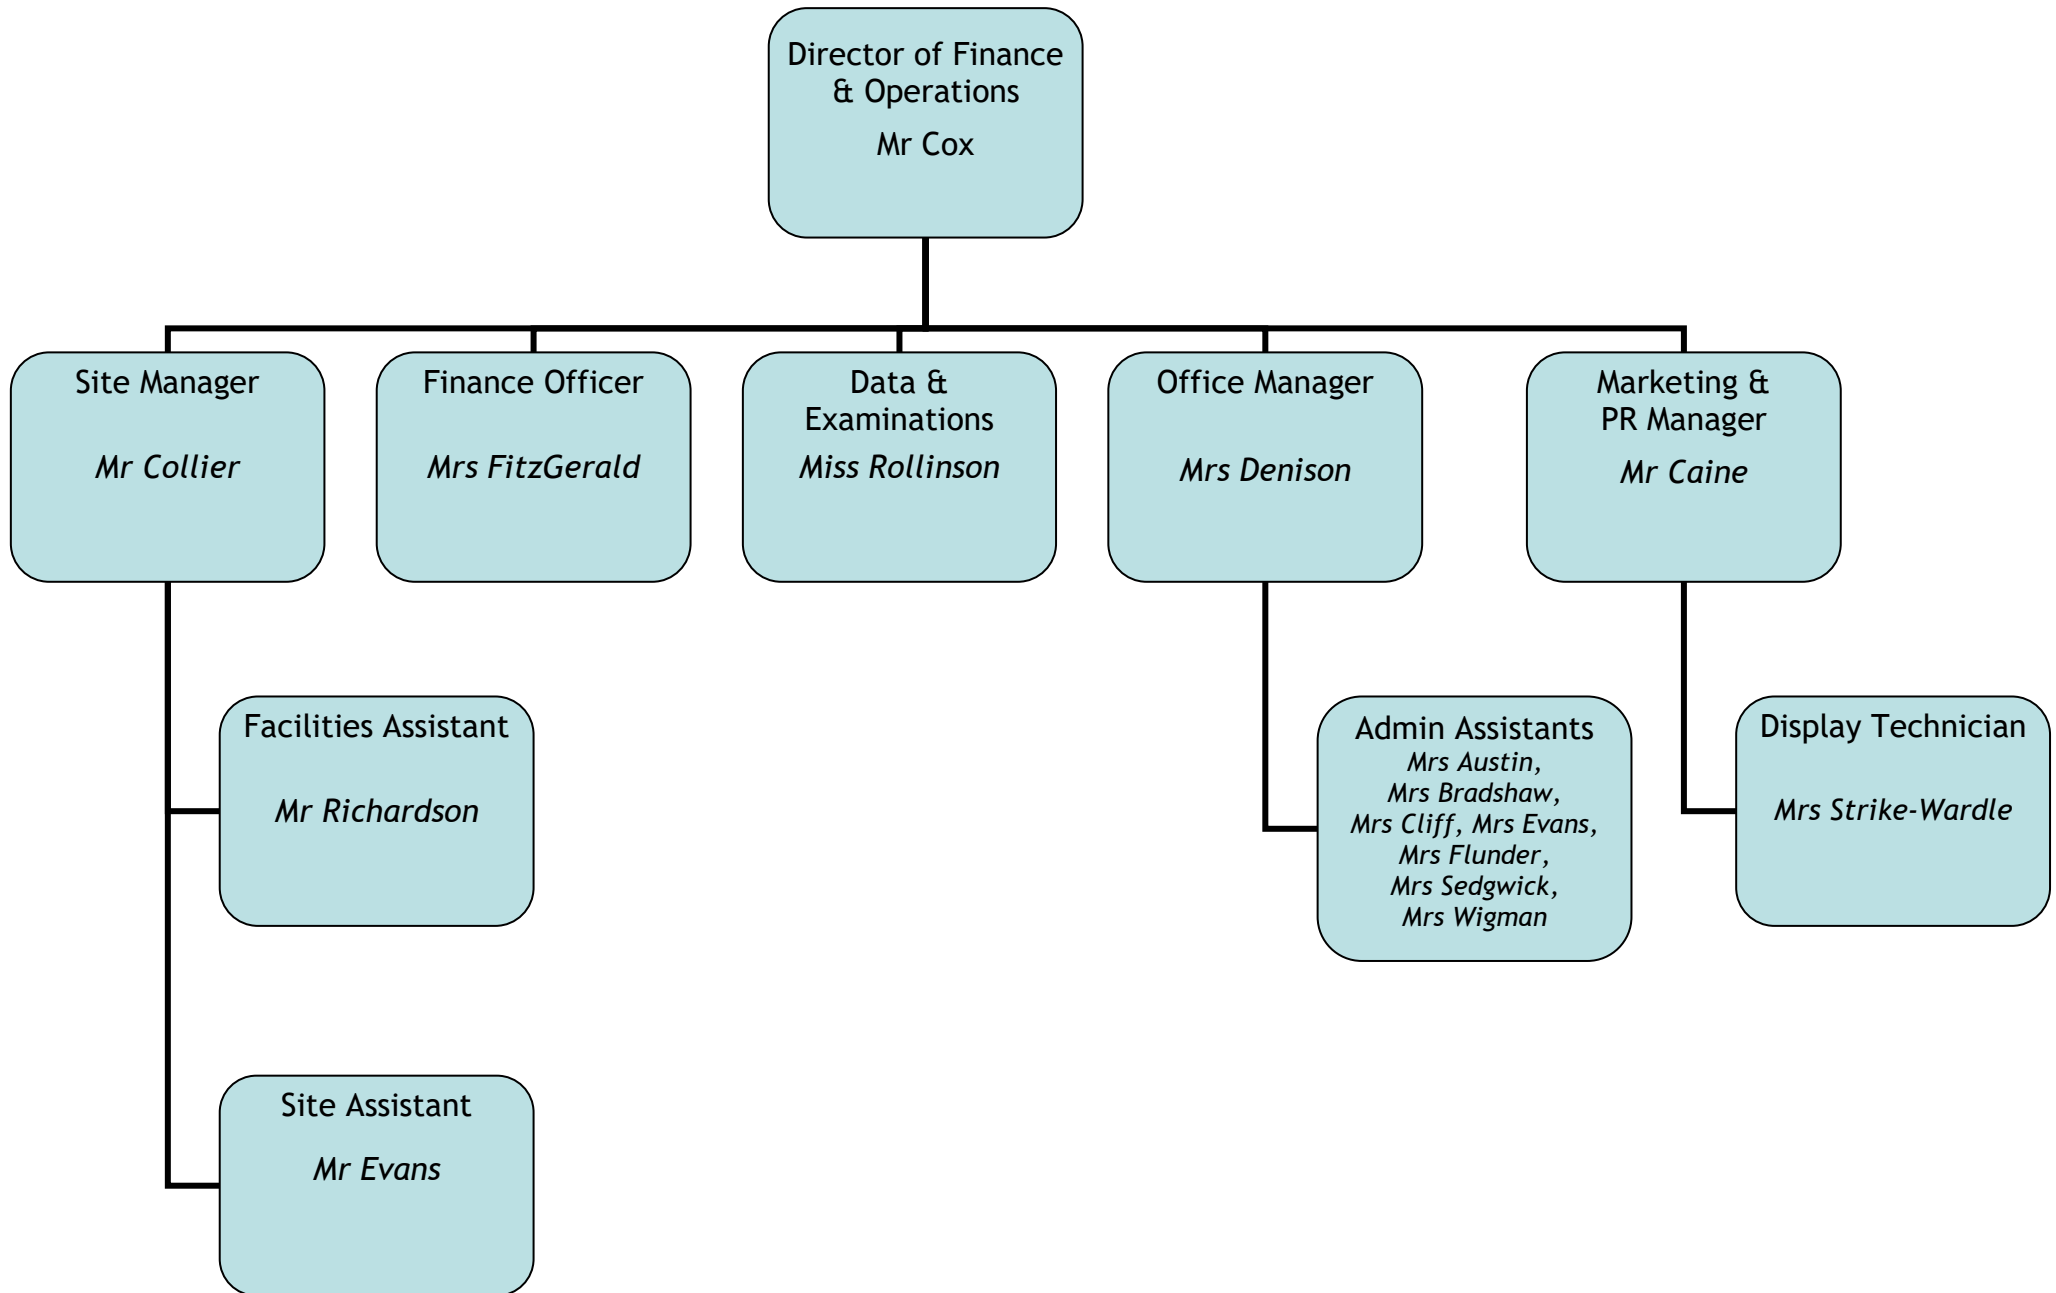 Director of Finance
& Operations
Mr Cox
Site Manager
Mr Collier
Finance Officer
Mrs FitzGerald
Data &
Examinations
Miss Rollinson
Office Manager
Mrs Denison
Marketing &
PR Manager
Mr Caine
Facilities Assistant
Mr Richardson
Admin Assistants
Mrs Austin,
Mrs Bradshaw,
Mrs Cliff, Mrs Evans,
Mrs Flunder,
Mrs Sedgwick,
Mrs Wigman
Display Technician
Mrs Strike-Wardle
Site Assistant
Mr Evans